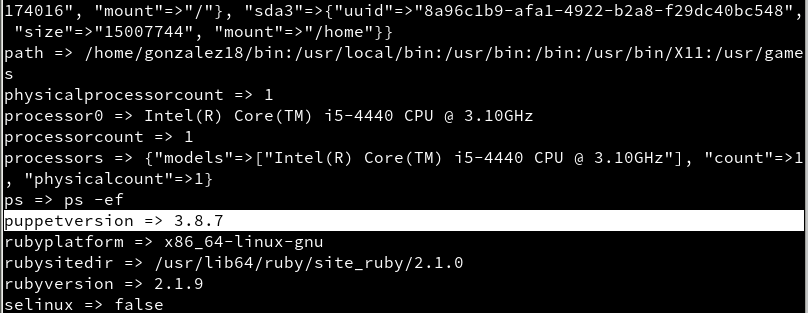 174016", "mount"=>"/"}, "sda3"=>{"uuid"=>"8a96c1b9-afa1-4922-b2a8-f29dc40bc548",
"size"=>"15007744", "mount"=>"/home"}}
path => /home/gonzalez18/bin:/usr/local/bin:/usr/bin:/bin:/usr/bin/X11:/usr/game
s
physicalprocessorcount => 1
processor0 => Intel(R) Core(TM) i5-4440 CPU @ 3.10GHz
processorcount => 1
processors => {"models"=>["Intel(R) Core(TM) i5-4440 CPU @ 3.10GHz"], "count"=>1
, "physicalcount"=>1}
ps => ps -ef
puppetversion => 3.8.7
rubyplatform => x86_64-linux-gnu
rubysitedir => /usr/lib64/ruby/site_ruby/2.1.0
rubyversion => 2.1.9
selinux => false